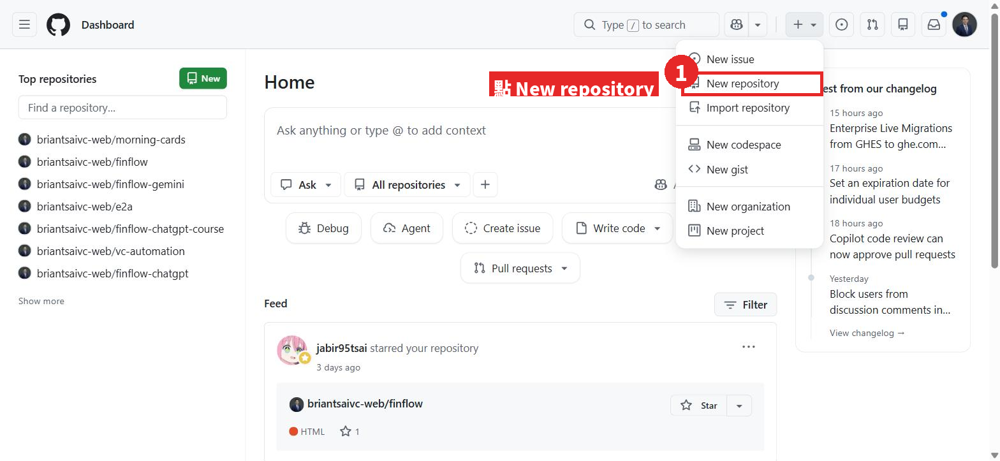 Dashboard
Type / to search
Top repositories
New
Find a repository...
briantsaivc-web/morning-cards
briantsaivc-web/finflow
briantsaivc-web/finflow-gemini
briantsaivc-web/e2a
briantsaivc-web/finflow-chatgpt-course
briantsaivc-web/vc-automation
briantsaivc-web/finflow-chatgpt
Show more
Home
點 New repository
1
New issue
New repository
Import repository
New codespace
New gist
New organization
New project
Ask anything or type @ to add context
Ask
All repositories
Debug
Agent
Create issue
Write code
Pull requests
Feed
Filter
jabir95tsai starred your repository
3 days ago
briantsaivc-web/finflow
Star
HTML
1
est from our changelog
15 hours ago
Enterprise Live Migrations
from GHES to ghe.com...
17 hours ago
Set an expiration date for
individual user budgets
18 hours ago
Copilot code review can
now approve pull requests
Yesterday
Block users from
discussion comments in...
View changelog →